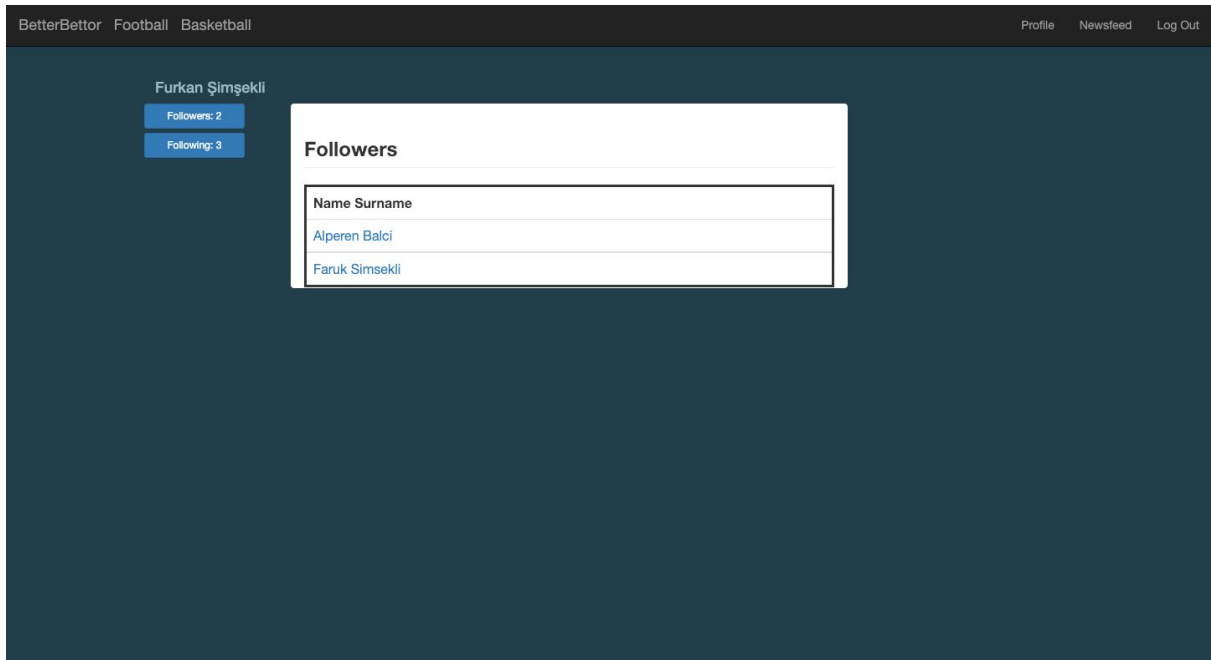 BetterBettor Football Basketball Profile Newsfeed Log Out
Furkan Şimşekli
Followers: 2
Following: 3
Followers
Name Surname
Alperen Balci
Faruk Simsekli